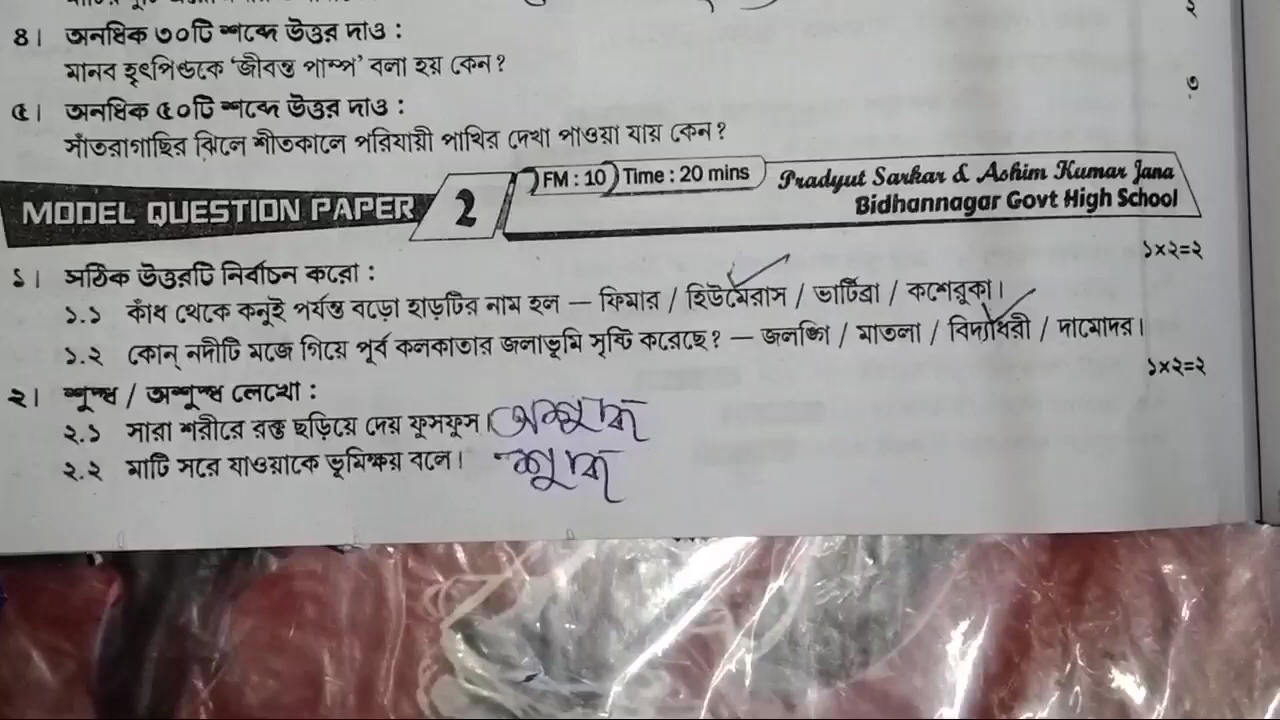 ২
৪। অনধিক ৩০টি শব্দে উত্তর দাও :
মানব হৃৎপিণ্ডকে ‘জীবন্ত পাম্প’ বলা হয় কেন?
৩
৫। অনধিক ৫০টি শব্দে উত্তর দাও :
সাঁতরাগাছির ঝিলে শীতকালে পরিযায়ী পাখির দেখা পাওয়া যায় কেন?
MODEL QUESTION PAPER 2 FM : 10 Time : 20 mins Pradyut Sarkar & Ashim Kumar Jana
Bidhannagar Govt High School
১। সঠিক উত্তরটি নির্বাচন করো : ১×২=২
১.১ কাঁধ থেকে কনুই পর্যন্ত বড়ো হাড়টির নাম হল — ফিমার / হিউমেরাস / ভার্টিব্রা / কশেরুকা।
১.২ কোন্ নদীটি মজে গিয়ে পূর্ব কলকাতার জলাভূমি সৃষ্টি করেছে? — জলঙ্গি / মাতলা / বিদ্যাধরী / দামোদর।
২। শুদ্ধ / অশুদ্ধ লেখো : ১×২=২
২.১ সারা শরীরে রক্ত ছড়িয়ে দেয় ফুসফুস। অশুদ্ধ
২.২ মাটি সরে যাওয়াকে ভূমিক্ষয় বলে। শুদ্ধ